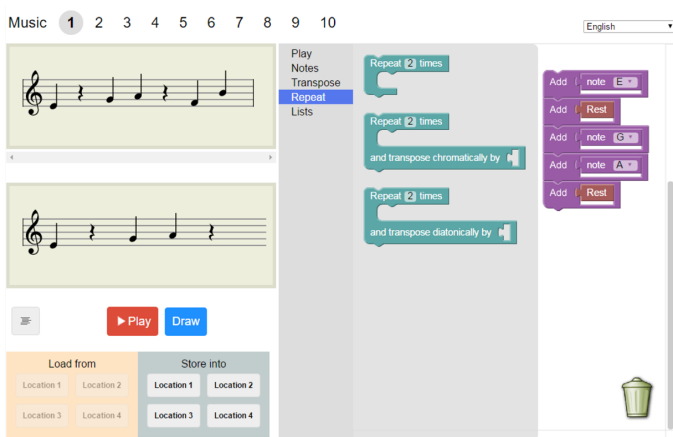 Music 1 2 3 4 5 6 7 8 9 10
English
Play
Notes
Transpose
Repeat
Lists
Repeat 2 times
Repeat 2 times
and transpose chromatically by
Repeat 2 times
and transpose diatonically by
Add note E
Add Rest
Add note G
Add note A
Add Rest
Play Draw
Load from
Location 1 Location 2
Location 3 Location 4
Store into
Location 1 Location 2
Location 3 Location 4